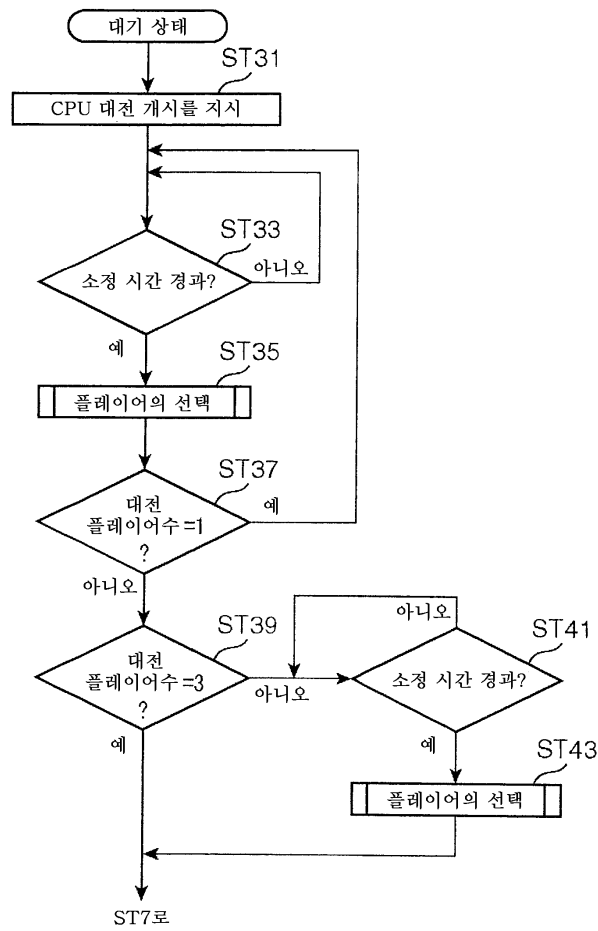 대기 상태
ST31
CPU 대전 개시를 지시
ST33
소정 시간 경과?
아니오
예
ST35
플레이어의 선택
ST37
대전
플레이어수=1
?
예
아니오
ST39
대전
플레이어수=3
?
아니오
예
아니오
ST41
소정 시간 경과?
예
ST43
플레이어의 선택
ST7로